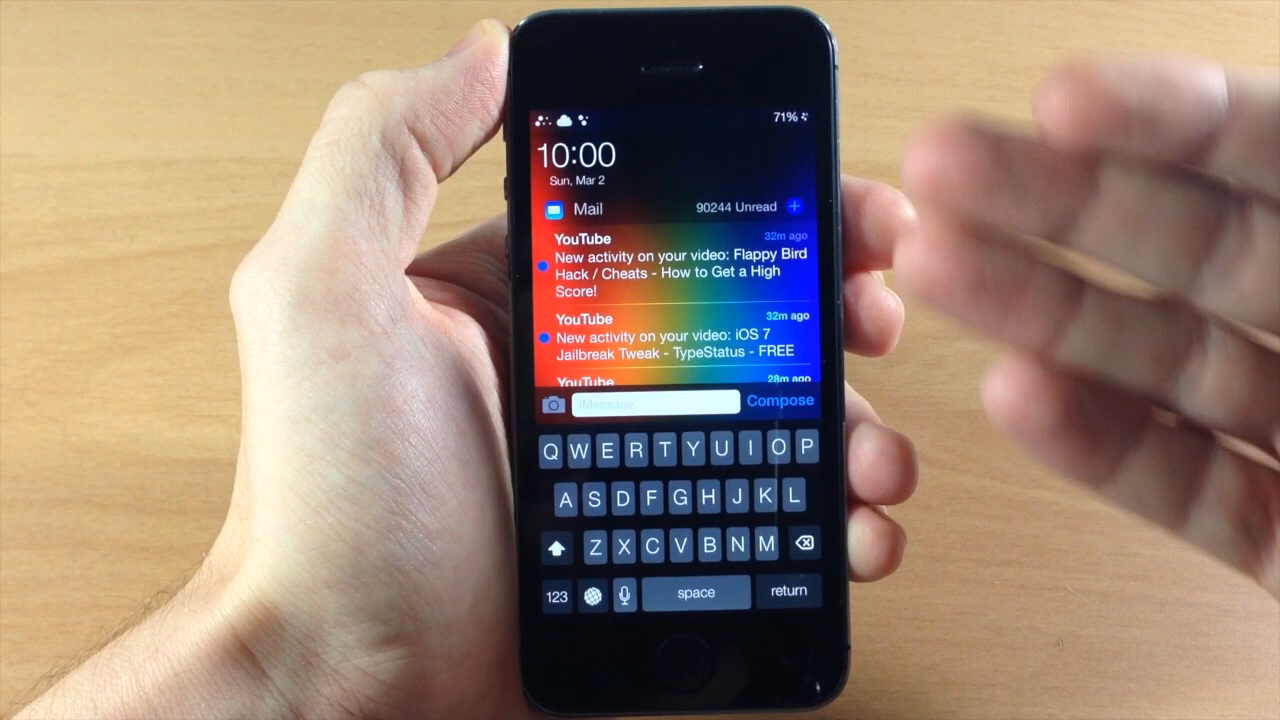 71%
10:00
Sun, Mar 2
Mail 90244 Unread +
YouTube 32m ago
New activity on your video: Flappy Bird
Hack / Cheats - How to Get a High
Score!
YouTube 32m ago
New activity on your video: iOS 7
Jailbreak Tweak - TypeStatus - FREE
YouTube 28m ago
iMessage Compose
Q W E R T Y U I O P
A S D F G H J K L
Z X C V B N M
123 space return